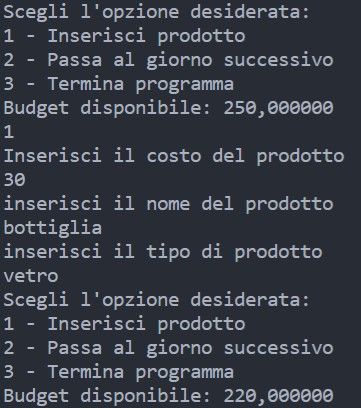 Scegli l'opzione desiderata:
1 - Inserisci prodotto
2 - Passa al giorno successivo
3 - Termina programma
Budget disponibile: 250,000000
1
Inserisci il costo del prodotto
30
inserisci il nome del prodotto
bottiglia
inserisci il tipo di prodotto
vetro
Scegli l'opzione desiderata:
1 - Inserisci prodotto
2 - Passa al giorno successivo
3 - Termina programma
Budget disponibile: 220,000000